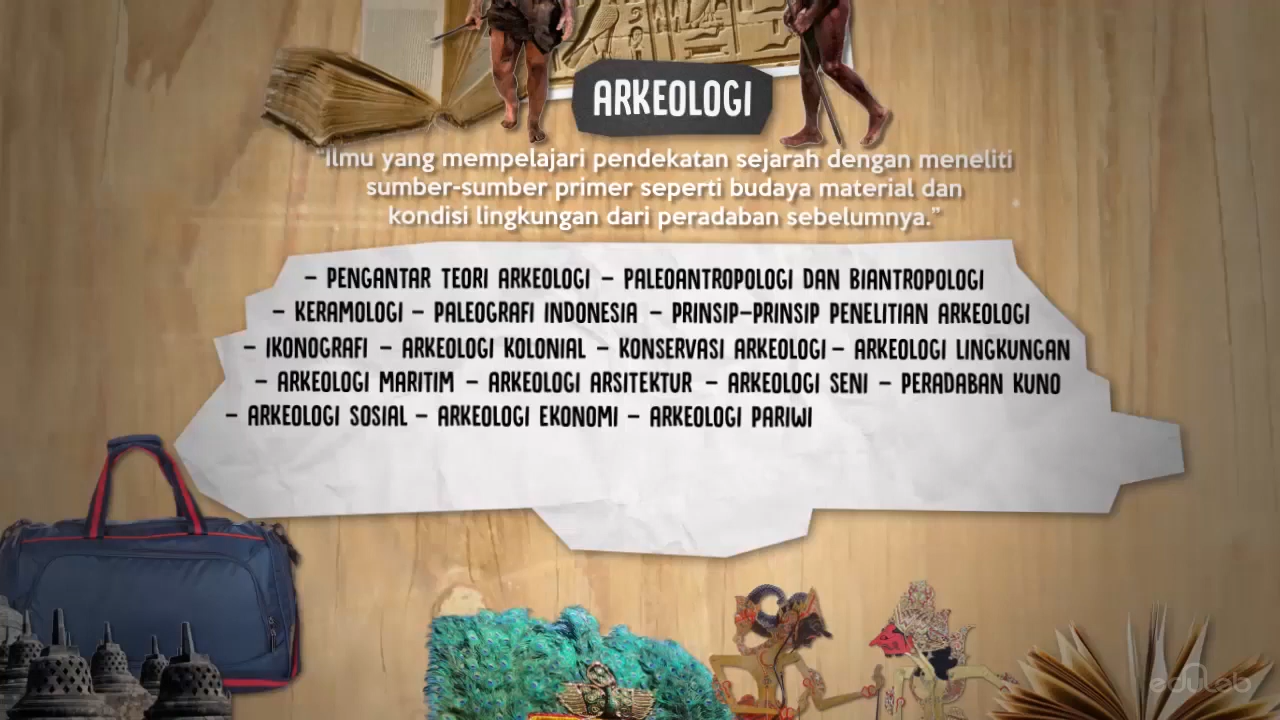 ARKEOLOGI
"Ilmu yang mempelajari pendekatan sejarah dengan meneliti
sumber-sumber primer seperti budaya material dan
kondisi lingkungan dari peradaban sebelumnya."
- PENGANTAR TEORI ARKEOLOGI - PALEOANTROPOLOGI DAN BIANTROPOLOGI
- KERAMOLOGI - PALEOGRAFI INDONESIA - PRINSIP-PRINSIP PENELITIAN ARKEOLOGI
- IKONOGRAFI - ARKEOLOGI KOLONIAL - KONSERVASI ARKEOLOGI - ARKEOLOGI LINGKUNGAN
- ARKEOLOGI MARITIM - ARKEOLOGI ARSITEKTUR - ARKEOLOGI SENI - PERADABAN KUNO
- ARKEOLOGI SOSIAL - ARKEOLOGI EKONOMI - ARKEOLOGI PARIWI
edulab